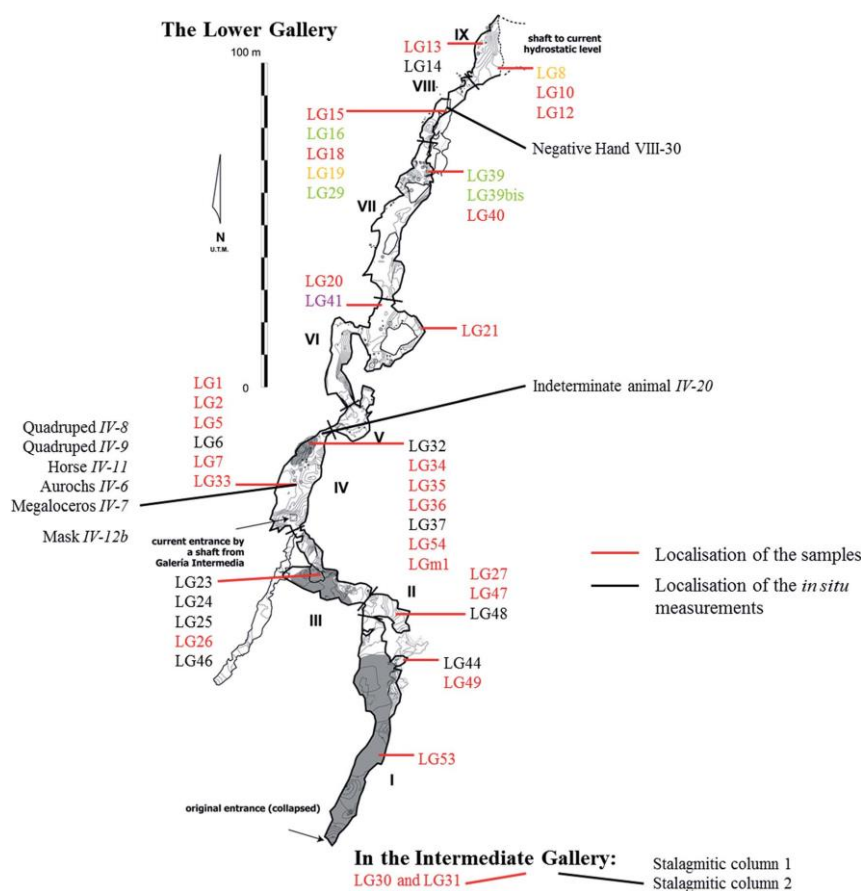 The Lower Gallery
100 m
0
N
U.T.M.
IX
shaft to current
hydrostatic level
LG13
LG14
LG8
LG10
LG12
VIII
LG15
LG16
LG18
LG19
LG29
Negative Hand VIII-30
LG39
LG39bis
LG40
VII
LG20
LG41
LG21
VI
LG1
LG2
LG5
LG6
LG7
LG33
Indeterminate animal IV-20
Quadruped IV-8
Quadruped IV-9
Horse IV-11
Aurochs IV-6
Megaloceros IV-7
Mask IV-12b
V
IV
LG32
LG34
LG35
LG36
LG37
LG54
LGm1
current entrance by
a shaft from
Galería Intermedia
Localisation of the samples
Localisation of the in situ
measurements
LG23
LG24
LG25
LG26
LG46
III
II
LG27
LG47
LG48
LG44
LG49
LG53
I
original entrance (collapsed)
In the Intermediate Gallery:
LG30 and LG31
Stalagmitic column 1
Stalagmitic column 2